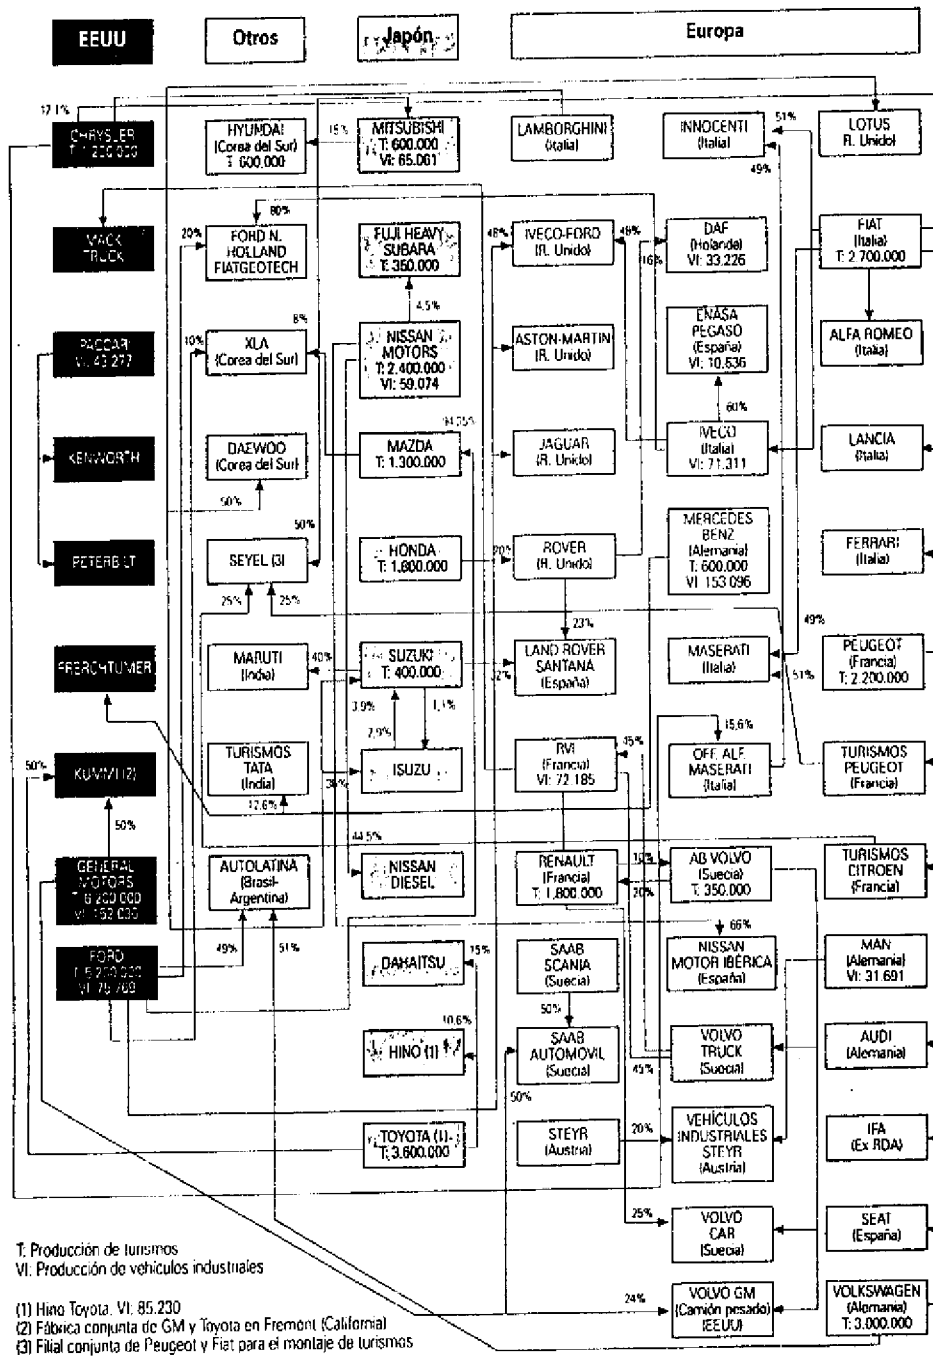 EEUU
Otros
Japón
Europa
17.1%
CHRYSLER
T: 1.200.000
HYUNDAI
(Corea del Sur)
T: 600.000
15%
MITSUBISHI
T: 600.000
VI: 65.061
LAMBORGHINI
(Italia)
INNOCENTI
(Italia)
51%
49%
LOTUS
R. Unido)
MACK
TRUCK
20%
80%
FORD N.
HOLLAND
FIATGEOTECH
FUJI HEAVY
SUBARA
T: 350.000
48%
IVECO-FORD
(R. Unido)
48%
16%
DAF
(Holanda)
VI: 33.226
FIAT
(Italia)
T: 2.700.000
4,5%
PACCAR
VI: 43.277
10%
8%
XLA
(Corea del Sur)
NISSAN
MOTORS
T: 2.400.000
VI: 59.074
ASTON-MARTIN
(R. Unido)
ENASA
PEGASO
(España)
VI: 10.636
ALFA ROMEO
(Italia)
60%
KENWORTH
DAEWOO
(Corea del Sur)
50%
MAZDA
T: 1.300.000
JAGUAR
(R. Unido)
IVECO
(Italia)
VI: 71.311
LANCIA
(Italia)
PETERBILT
50%
SEYEL (3)
25%
25%
HONDA
T: 1.800.000
20%
ROVER
(R. Unido)
MERCEDES
BENZ
(Alemania)
T: 600.000
VI 153.096
FERRARI
(Italia)
23%
49%
FRERCHTUMER
MARUTI
(India)
40%
SUZUKI
T: 400.000
LAND ROVER
SANTANA
(España)
MASERATI
(Italia)
51%
PEUGEOT
(Francia)
T: 2.200.000
3.9%
2,9%
1,1%
15,6%
50%
KUMMI (2)
TURISMOS
TATA
(India)
12,6%
ISUZU
RVI
(Francia)
VI: 72.185
45%
OFF. ALF.
MASERATI
(Italia)
TURISMOS
PEUGEOT
(Francia)
50%
44.5%
GENERAL
MOTORS
T: 6.200.000
AUTOLATINA
(Brasil-
Argentina)
NISSAN
DIESEL
RENAULT
(Francia)
T: 1.800.000
10%
20%
AB VOLVO
(Suecia)
T: 350.000
TURISMOS
CITROEN
(Francia)
49%
51%
66%
FORD
DAHAITSU
15%
SAAB
SCANIA
(Suecia)
NISSAN
MOTOR IBÉRICA
(España)
MAN
(Alemania)
VI: 31.691
50%
10,6%
HINO (1)
SAAB
AUTOMOVIL
(Suecia)
50%
VOLVO
TRUCK
(Suecia)
45%
AUDI
(Alemania)
TOYOTA (1)
T: 3.600.000
STEYR
(Austria)
20%
VEHÍCULOS
INDUSTRIALES
STEYR
(Austria)
IFA
(Ex RDA)
25%
VOLVO
CAR
(Suecia)
SEAT
(España)
24%
VOLVO GM
(Camión pesado)
(EEUU)
VOLKSWAGEN
(Alemania)
T: 3.000.000
T: Producción de turismos
VI: Producción de vehículos industriales
(1) Hino Toyota. VI: 85.230
(2) Fábrica conjunta de GM y Toyota en Fremont (California)
(3) Filial conjunta de Peugeot y Fiat para el montaje de turismos